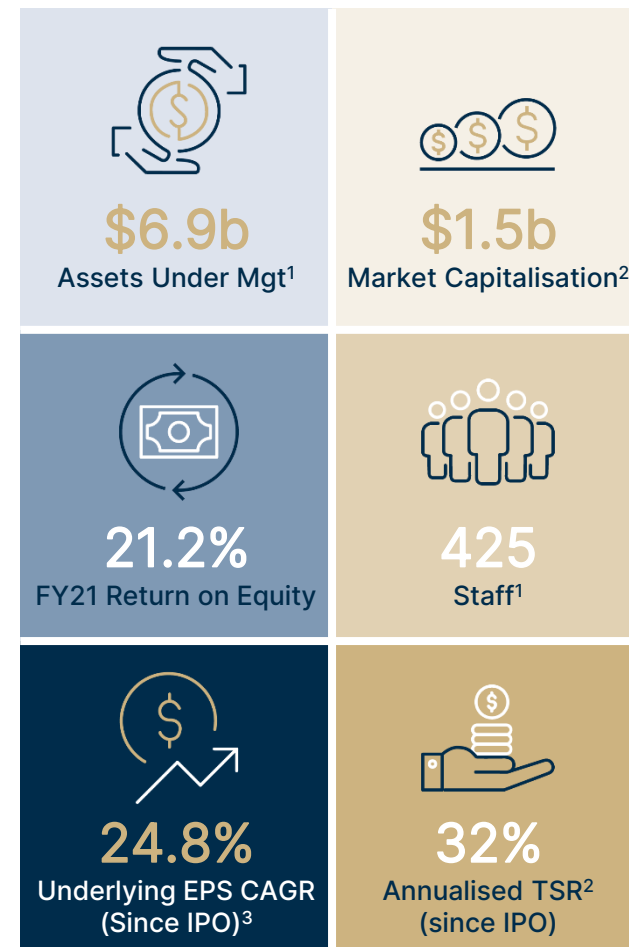 $6.9b
Assets Under Mgt¹
$1.5b
Market Capitalisation²
21.2%
FY21 Return on Equity
425
Staff¹
24.8%
Underlying EPS CAGR
(Since IPO)³
32%
Annualised TSR²
(since IPO)